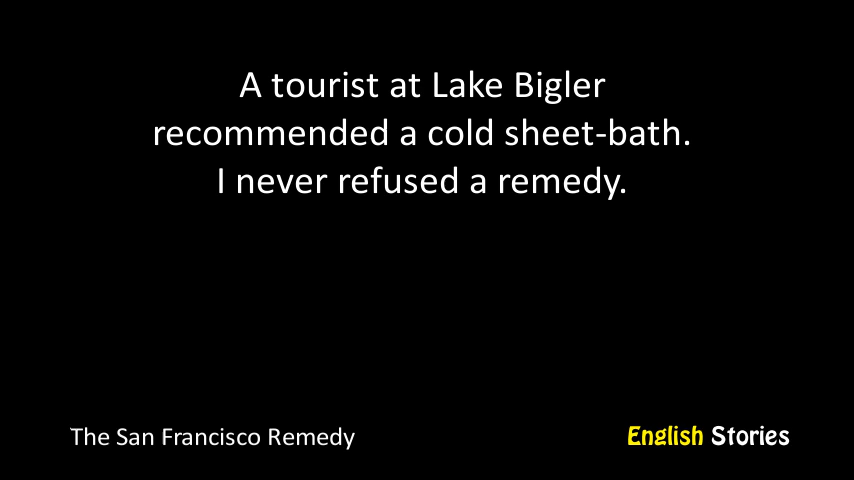 A tourist at Lake Bigler
recommended a cold sheet-bath.
I never refused a remedy.
The San Francisco Remedy
English Stories